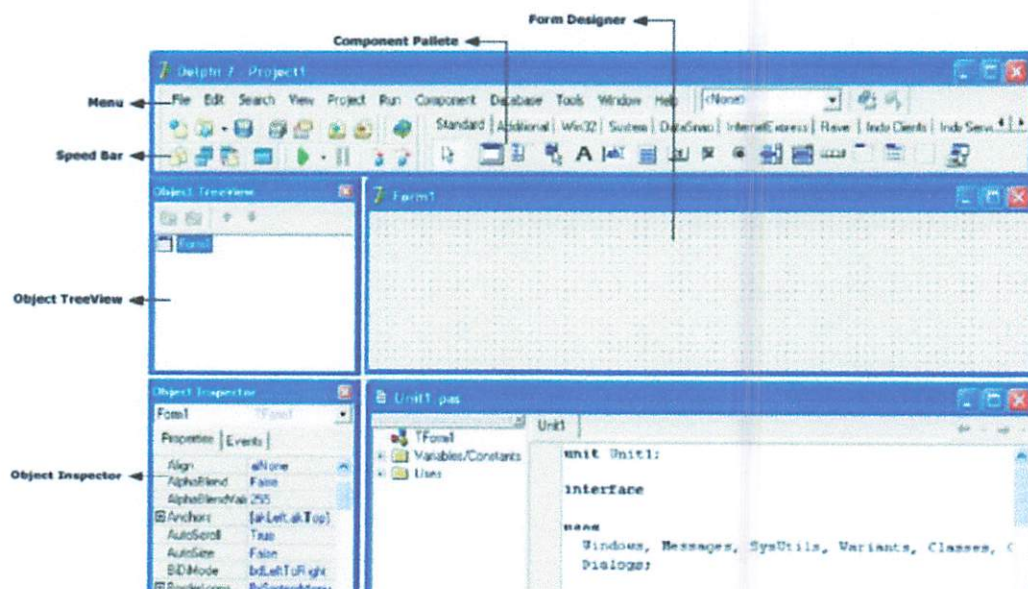 Form Designer
Component Pallete
Delphi 7 - Project1
Menu
File Edit Search View Project Run Component Database Tools Window Help <None>
Standard Additional Win32 System DataSnap InternetExpress Rave Indy Clients Indy Serv
Speed Bar
Object TreeView
Form1
Form1
Object TreeView
Object Inspector
Form1 TForm1
Properties Events
Object Inspector
Align alNone
AlphaBlend False
AlphaBlendVal 255
Anchors [akLeft,akTop]
AutoScroll True
AutoSize False
BiDiMode bdLeftToRight
Unit1.pas
TForm1
Variables/Constants
Uses
Unit1
unit Unit1;
interface
uses
Windows, Messages, SysUtils, Variants, Classes,
Dialogs;